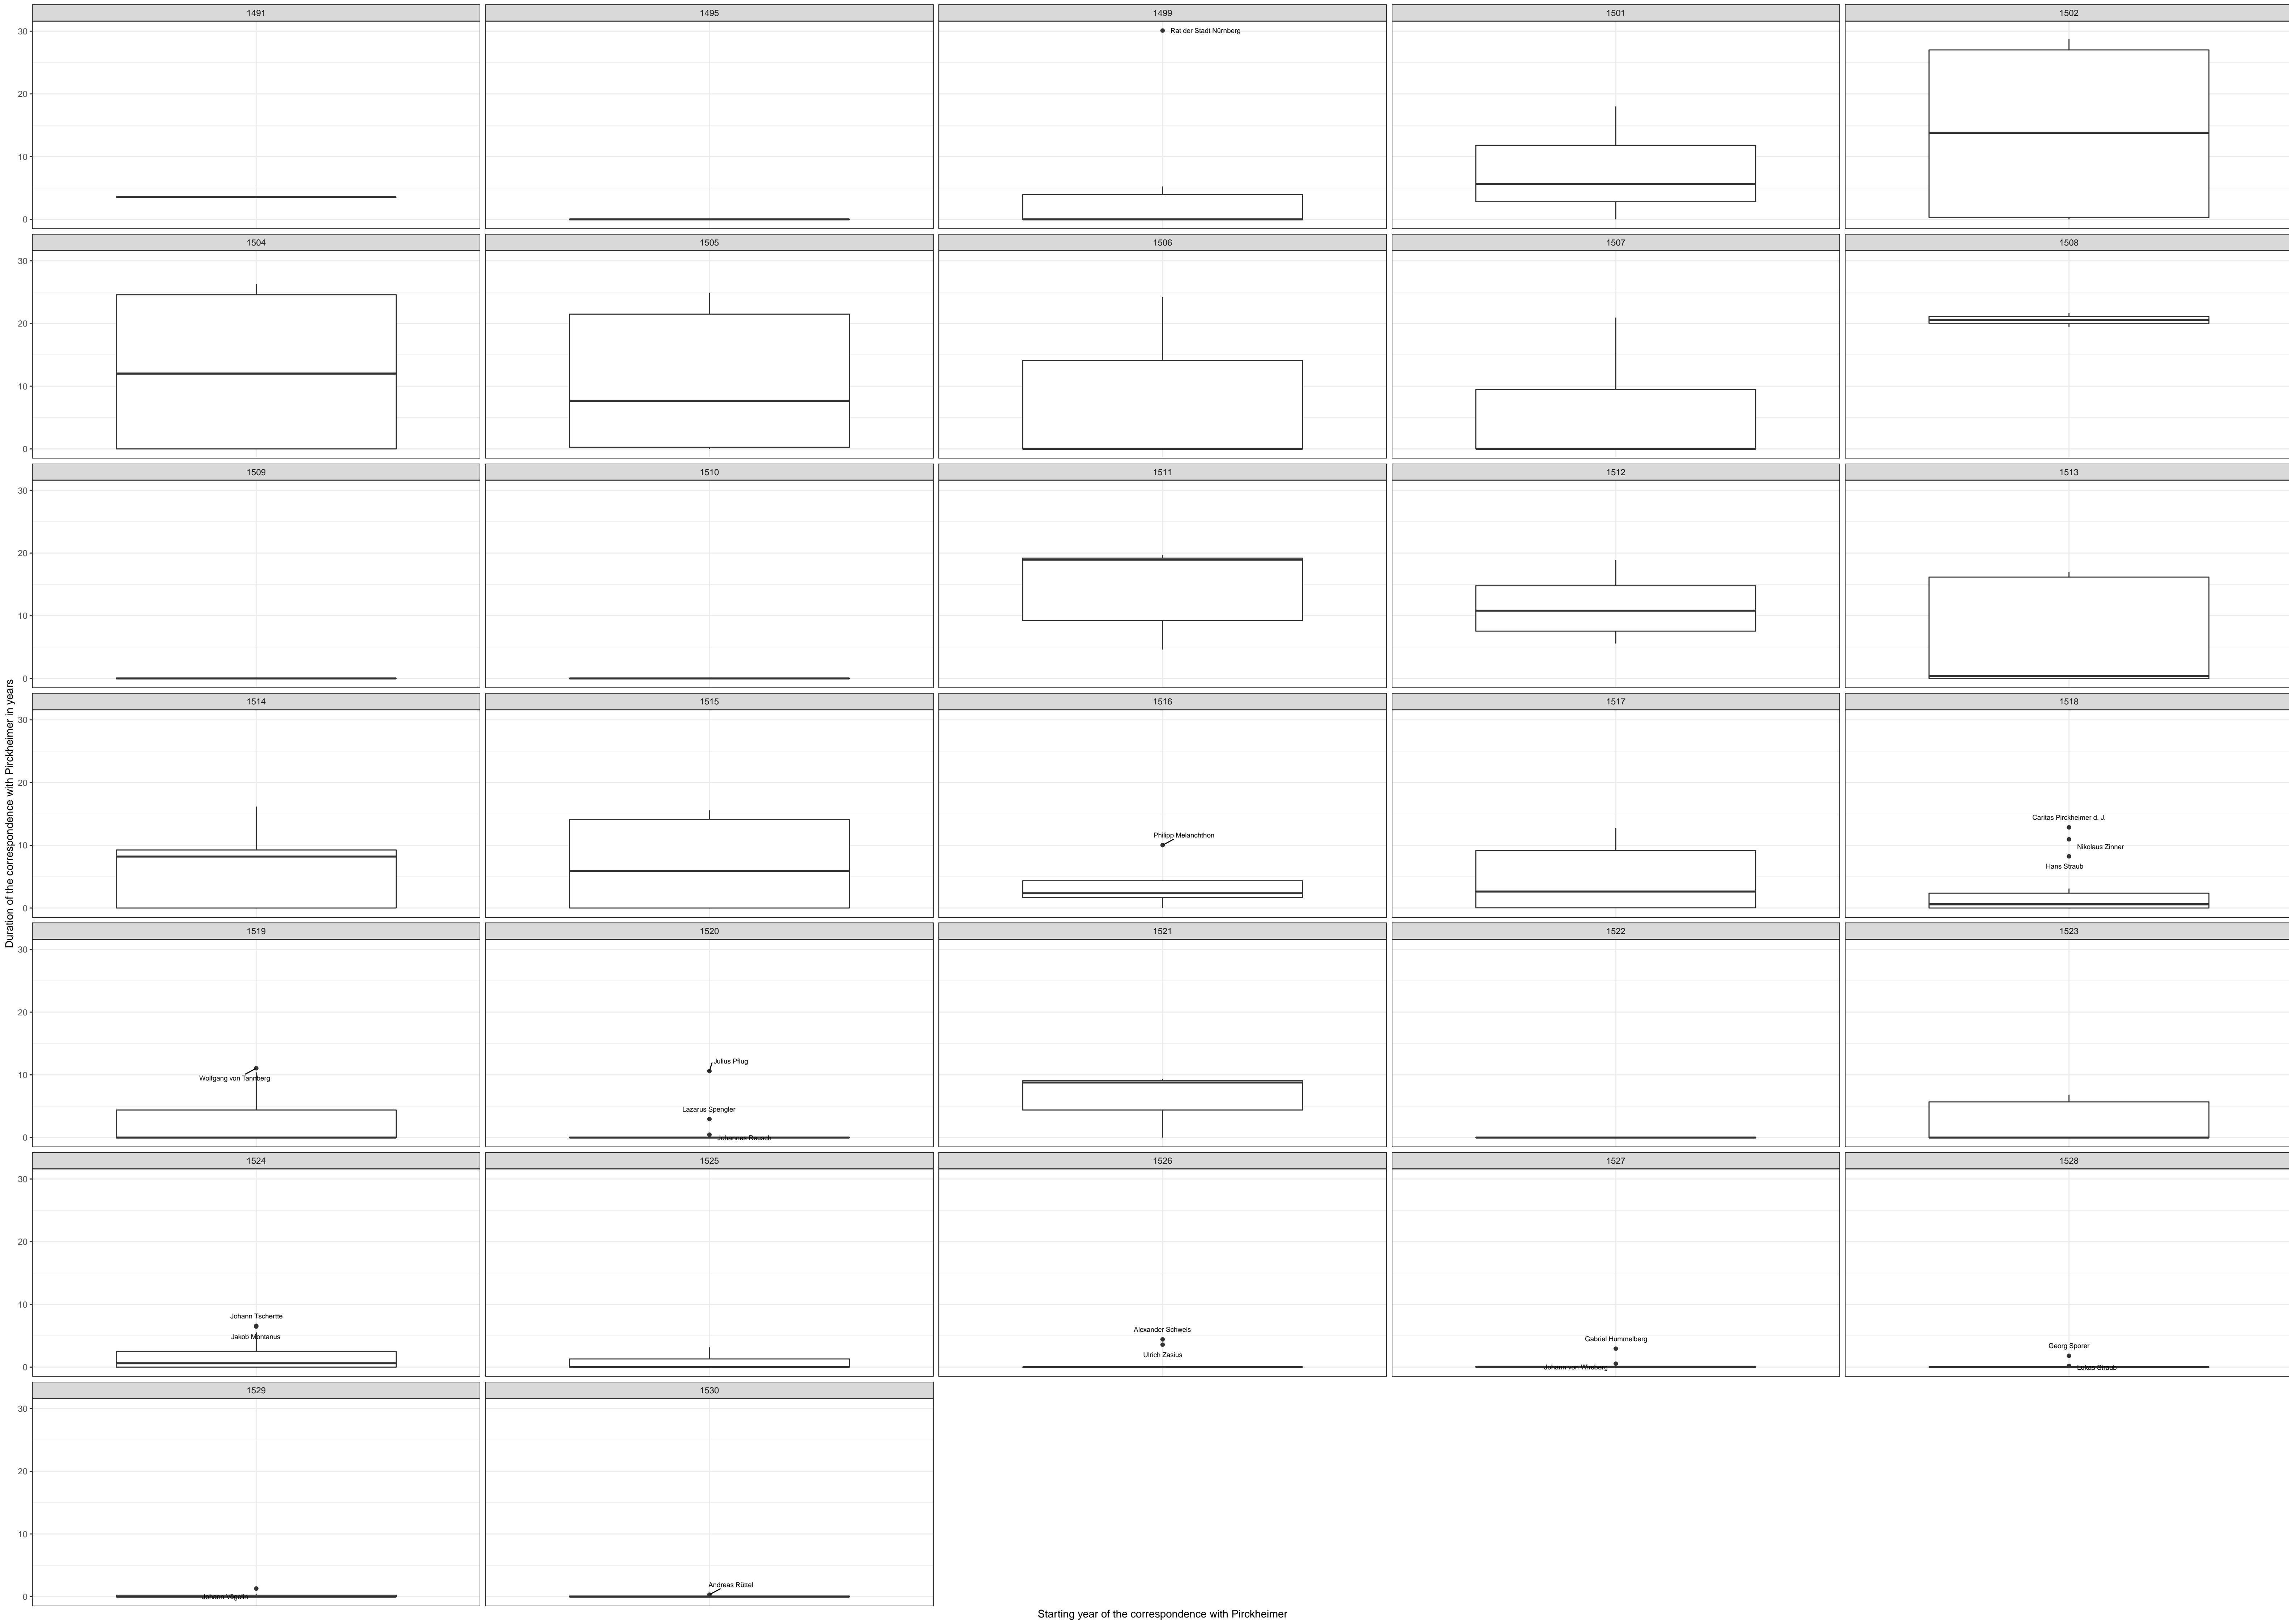 1491
1495
1499
1501
1502
30
20
10
0
Rat der Stadt Nürnberg
1504
1505
1506
1507
1508
30
20
10
0
1509
1510
1511
1512
1513
30
20
10
0
1514
1515
1516
1517
1518
30
20
10
0
Philipp Melanchthon
Caritas Pirckheimer d. J.
Nikolaus Zinner
Hans Straub
Duration of the correspondence with Pirckheimer in years
1519
1520
1521
1522
1523
30
20
10
0
Wolfgang von Tannberg
Julius Pflug
Lazarus Spengler
Johannes Reusch
1524
1525
1526
1527
1528
30
20
10
0
Johann Tschertte
Jakob Montanus
Alexander Schweis
Ulrich Zasius
Gabriel Hummelberg
Johann von Wirsberg
Georg Sporer
Lukas Straub
1529
1530
30
20
10
0
Johann Vögelin
Andreas Rüttel
Starting year of the correspondence with Pirckheimer